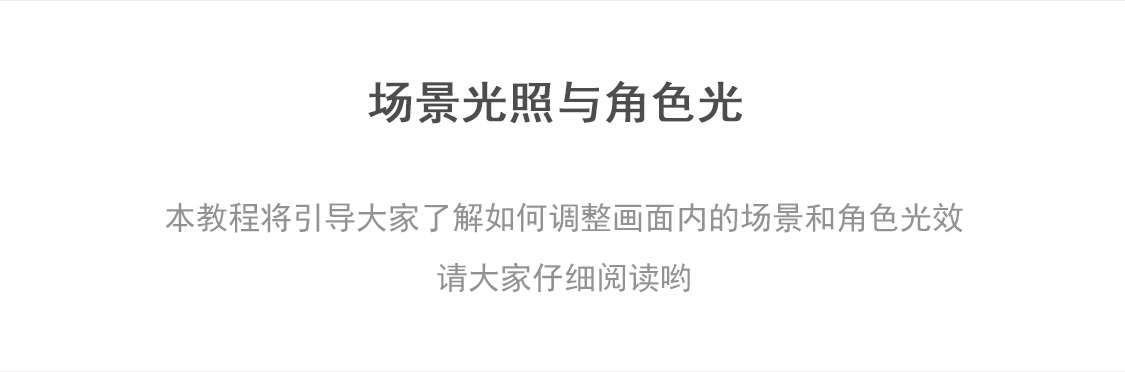 场景光照与角色光
本教程将引导大家了解如何调整画面内的场景和角色光效
请大家仔细阅读哟